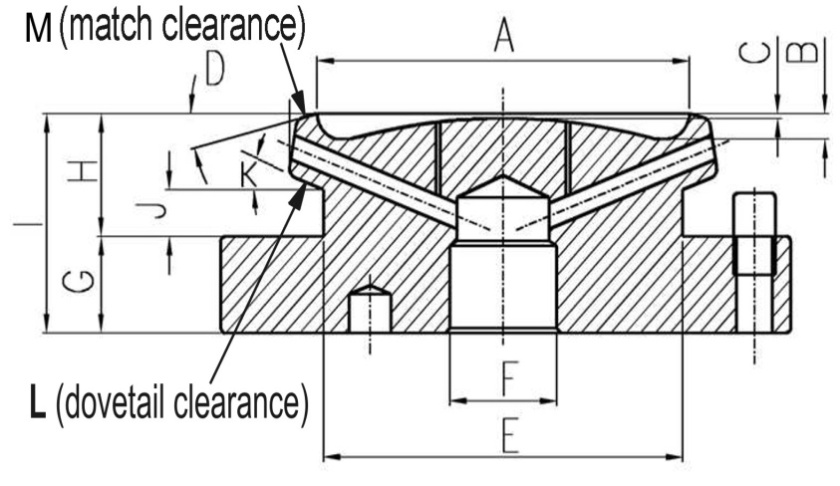 M (match clearance)
A
C
B
D
H
K
J
I
G
L (dovetail clearance)
F
E